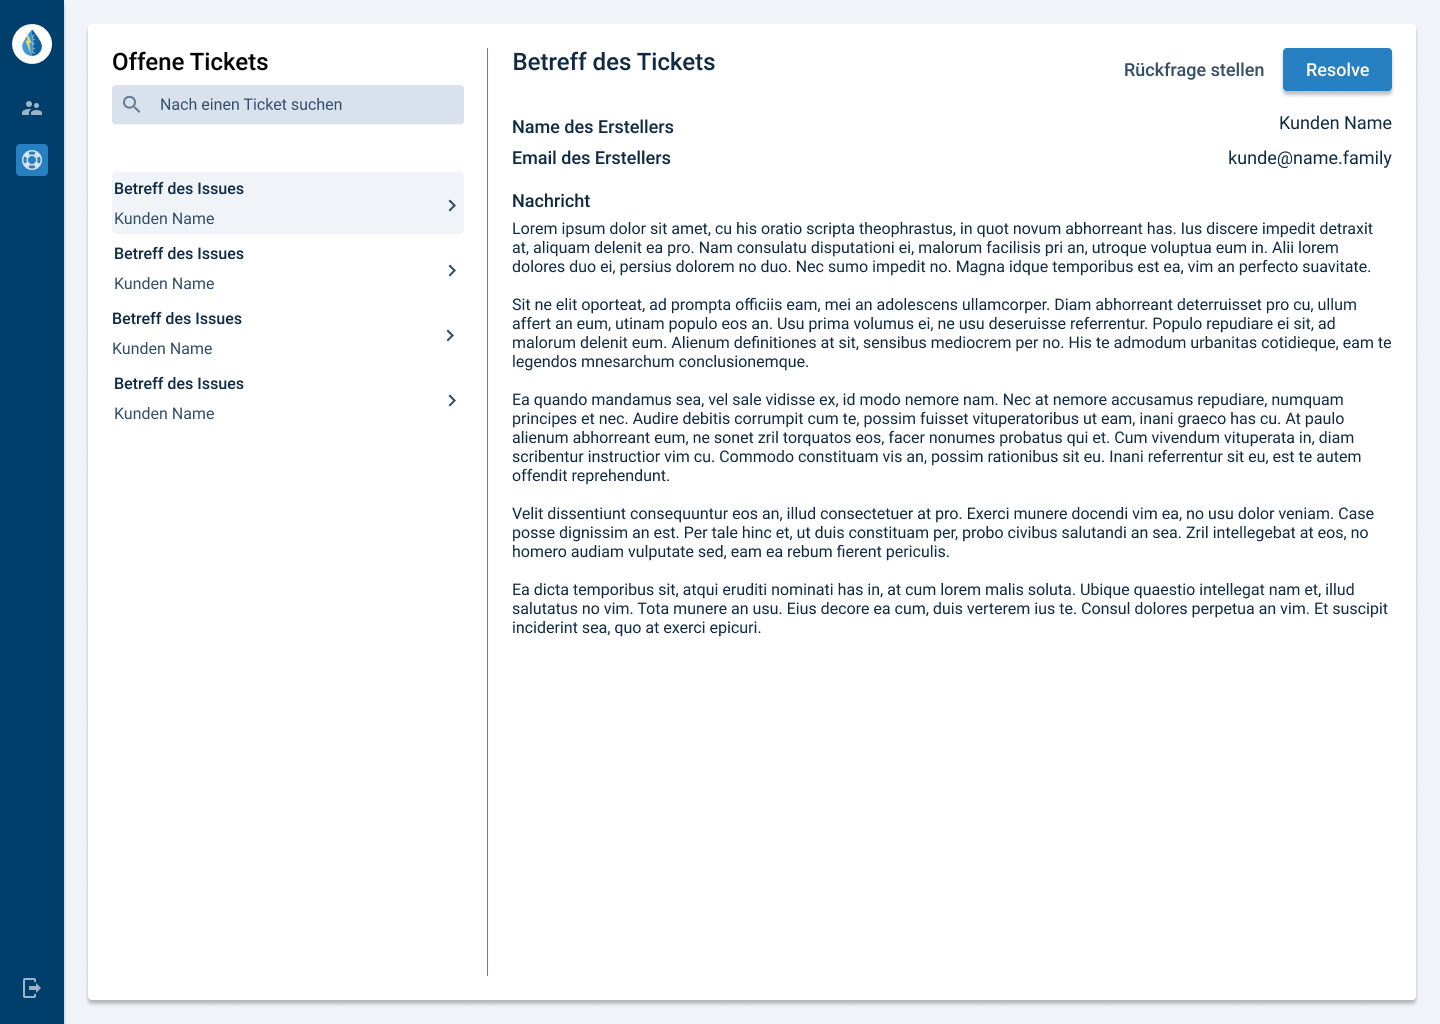 Offene Tickets
Nach einen Ticket suchen
Betreff des Issues
Kunden Name
Betreff des Issues
Kunden Name
Betreff des Issues
Kunden Name
Betreff des Issues
Kunden Name
Betreff des Tickets
Rückfrage stellen
Resolve
Name des Erstellers
Kunden Name
Email des Erstellers
kunde@name.family
Nachricht
Lorem ipsum dolor sit amet, cu his oratio scripta theophrastus, in quot novum abhorreant has. Ius discere impedit detraxit
at, aliquam delenit ea pro. Nam consulatu disputationi ei, malorum facilisis pri an, utroque voluptua eum in. Alii lorem
dolores duo ei, persius dolorem no duo. Nec sumo impedit no. Magna idque temporibus est ea, vim an perfecto suavitate.
Sit ne elit oporteat, ad prompta officiis eam, mei an adolescens ullamcorper. Diam abhorreant deterruisset pro cu, ullum
affert an eum, utinam populo eos an. Usu prima volumus ei, ne usu deseruisse referrentur. Populo repudiare ei sit, ad
malorum delenit eum. Alienum definitiones at sit, sensibus mediocrem per no. His te admodum urbanitas cotidieque, eam te
legendos mnesarchum conclusionemque.
Ea quando mandamus sea, vel sale vidisse ex, id modo nemore nam. Nec at nemore accusamus repudiare, numquam
principes et nec. Audire debitis corrumpit cum te, possim fuisset vituperatoribus ut eam, inani graeco has cu. At paulo
alienum abhorreant eum, ne sonet zril torquatos eos, facer nonumes probatus qui et. Cum vivendum vituperata in, diam
scribentur instructior vim cu. Commodo constituam vis an, possim rationibus sit eu. Inani referrentur sit eu, est te autem
offendit reprehendunt.
Velit dissentiunt consequuntur eos an, illud consectetuer at pro. Exerci munere docendi vim ea, no usu dolor veniam. Case
posse dignissim an est. Per tale hinc et, ut duis constituam per, probo civibus salutandi an sea. Zril intellegebat at eos, no
homero audiam vulputate sed, eam ea rebum fierent periculis.
Ea dicta temporibus sit, atqui eruditi nominati has in, at cum lorem malis soluta. Ubique quaestio intellegat nam et, illud
salutatus no vim. Tota munere an usu. Eius decore ea cum, duis verterem ius te. Consul dolores perpetua an vim. Et suscipit
inciderint sea, quo at exerci epicuri.